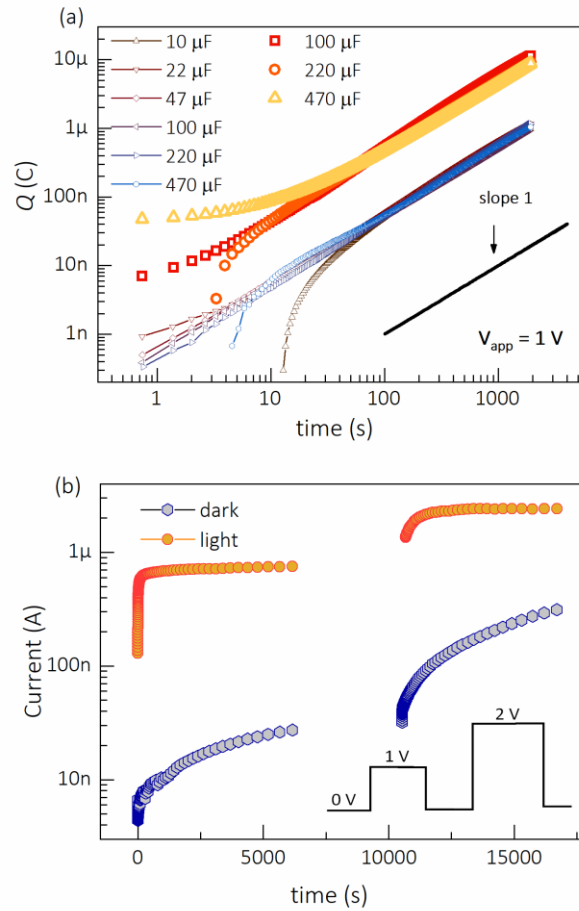 (a)
10 µF
22 µF
47 µF
100 µF
220 µF
470 µF
100 µF
220 µF
470 µF
10µ
1µ
100n
10n
1n
Q (C)
slope 1
V_app = 1 V
1
10
100
1000
time (s)
(b)
dark
light
1µ
100n
10n
Current (A)
0 V
1 V
2 V
0
5000
10000
15000
time (s)